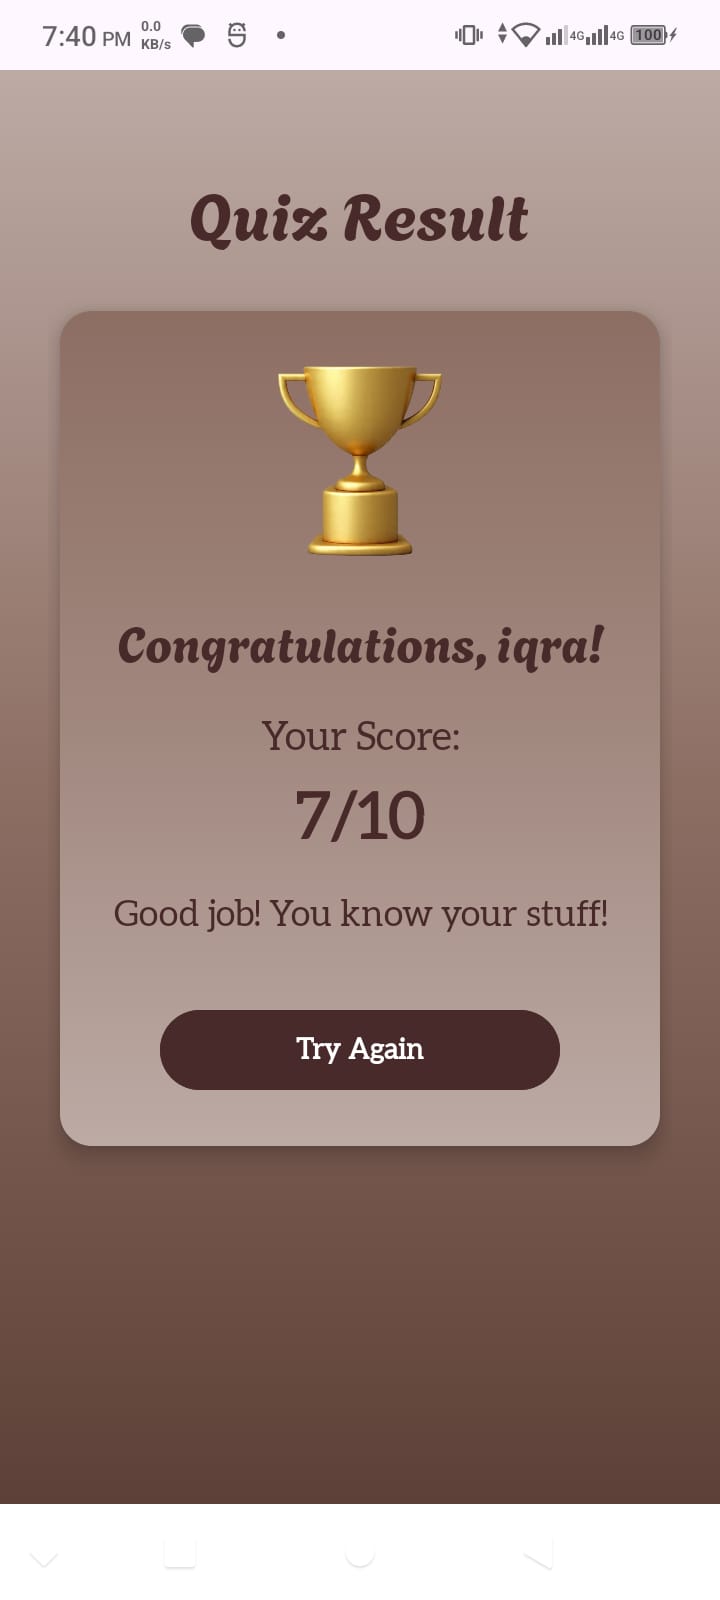 7:40 PM 0.0 KB/s 4G 4G 100
Quiz Result
Congratulations, iqra!
Your Score:
7/10
Good job! You know your stuff!
Try Again